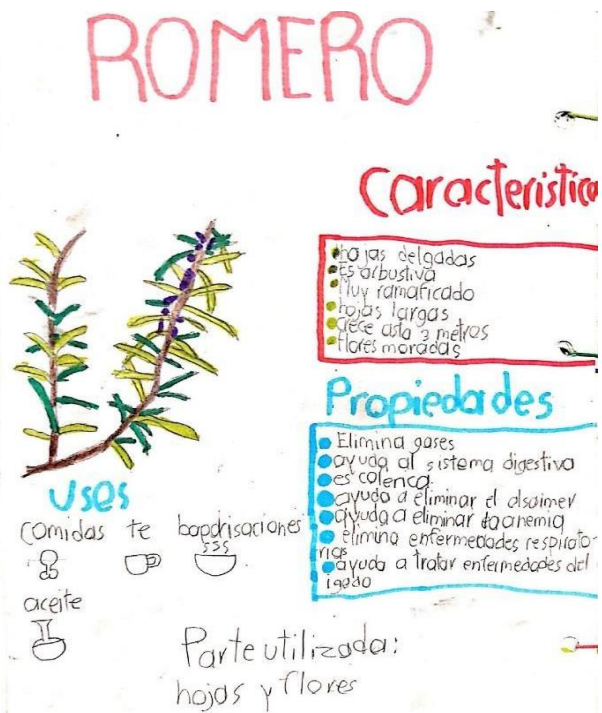 ROMERO
Caracteristica
hojas delgadas
Es arbustiva
Muy ramaficado
hojas largas
crece asta 3 metros
flores moradas
Propiedades
Elimina gases
ayuda al sistema digestiva
es colenca
ayuda a eliminar el alsaimer
ayuda a eliminar la anemia
elimina enfermedades respirato-
rias
ayuda a tratar enfermedades del
igado
Uses
comidas te baporisaciones
aceite
Parte utilizada:
hojas y flores